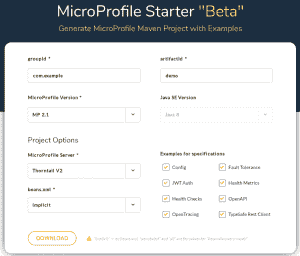 MicroProfile Starter "Beta"
Generate MicroProfile Maven Project with Examples
groupId *
artifactId *
com.example
demo
MicroProfile Version *
Java SE Version
MP 2.1
Java 8
Project Options
MicroProfile Server *
Examples for specifications
Thorntail V2
Config
Fault Tolerance
JWT Auth
Health Metrics
beans.xml *
Health Checks
OpenAPI
Implicit
OpenTracing
TypeSafe Rest Client
DOWNLOAD